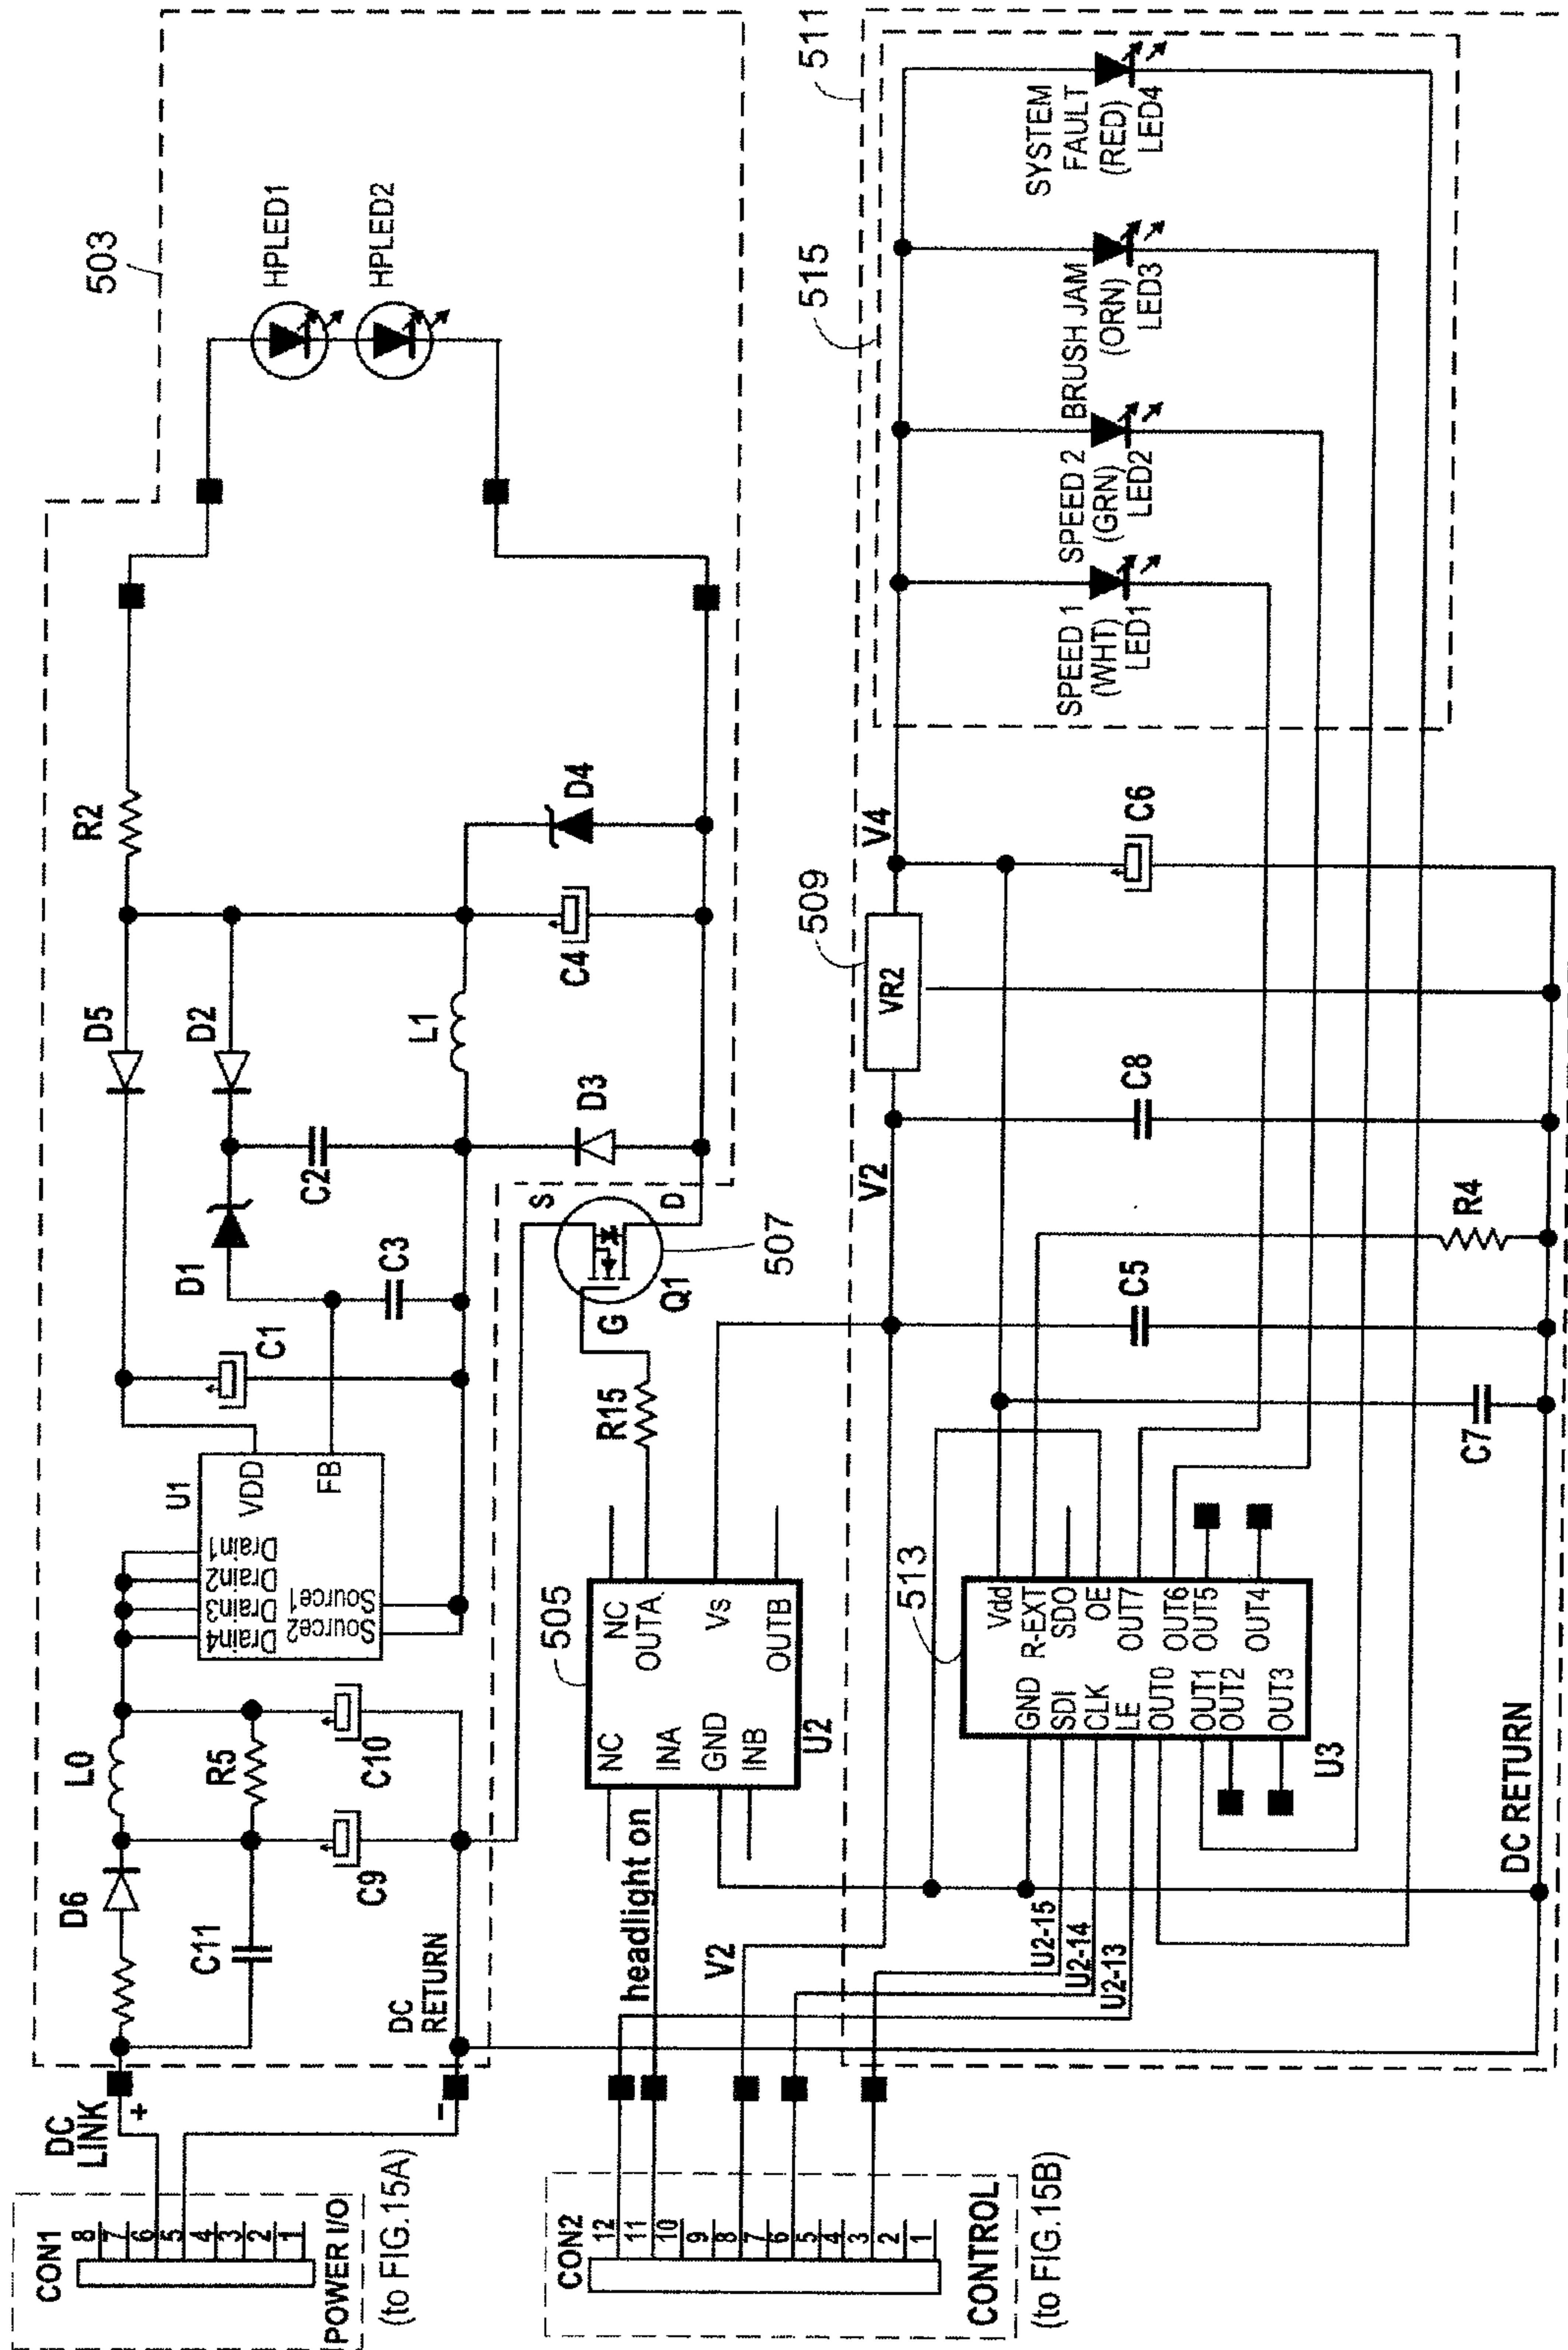 CON1
8
7
6
5
4
3
2
1
POWER I/O
(to FIG.15A)
DC
LINK
+
–
DC
RETURN
D6
C11
L0
R5
C9
C10
U1
Drain4
Drain3
Drain2
Drain1
VDD
FB
Source2
Source1
C1
D1
C3
D5
D2
C2
L1
D3
C4
D4
R2
503
HPLED1
HPLED2
CON2
12
11
10
9
8
7
6
5
4
3
2
1
CONTROL
(to FIG.15B)
headlight on
V2
505
NC
INA
GND
INB
NC
OUTA
Vs
OUTB
U2
R15
G
S
D
Q1
507
U2-15
U2-14
U2-13
513
GND
SDI
CLK
LE
OUT0
OUT1
OUT2
OUT3
Vdd
R-EXT
SDO
OE
OUT7
OUT6
OUT5
OUT4
U3
DC RETURN
C7
C5
R4
V2
C8
509
VR2
V4
C6
511
515
SPEED 1
(WHT)
LED1
SPEED 2
(GRN)
LED2
BRUSH JAM
(ORN)
LED3
SYSTEM
FAULT
(RED)
LED4